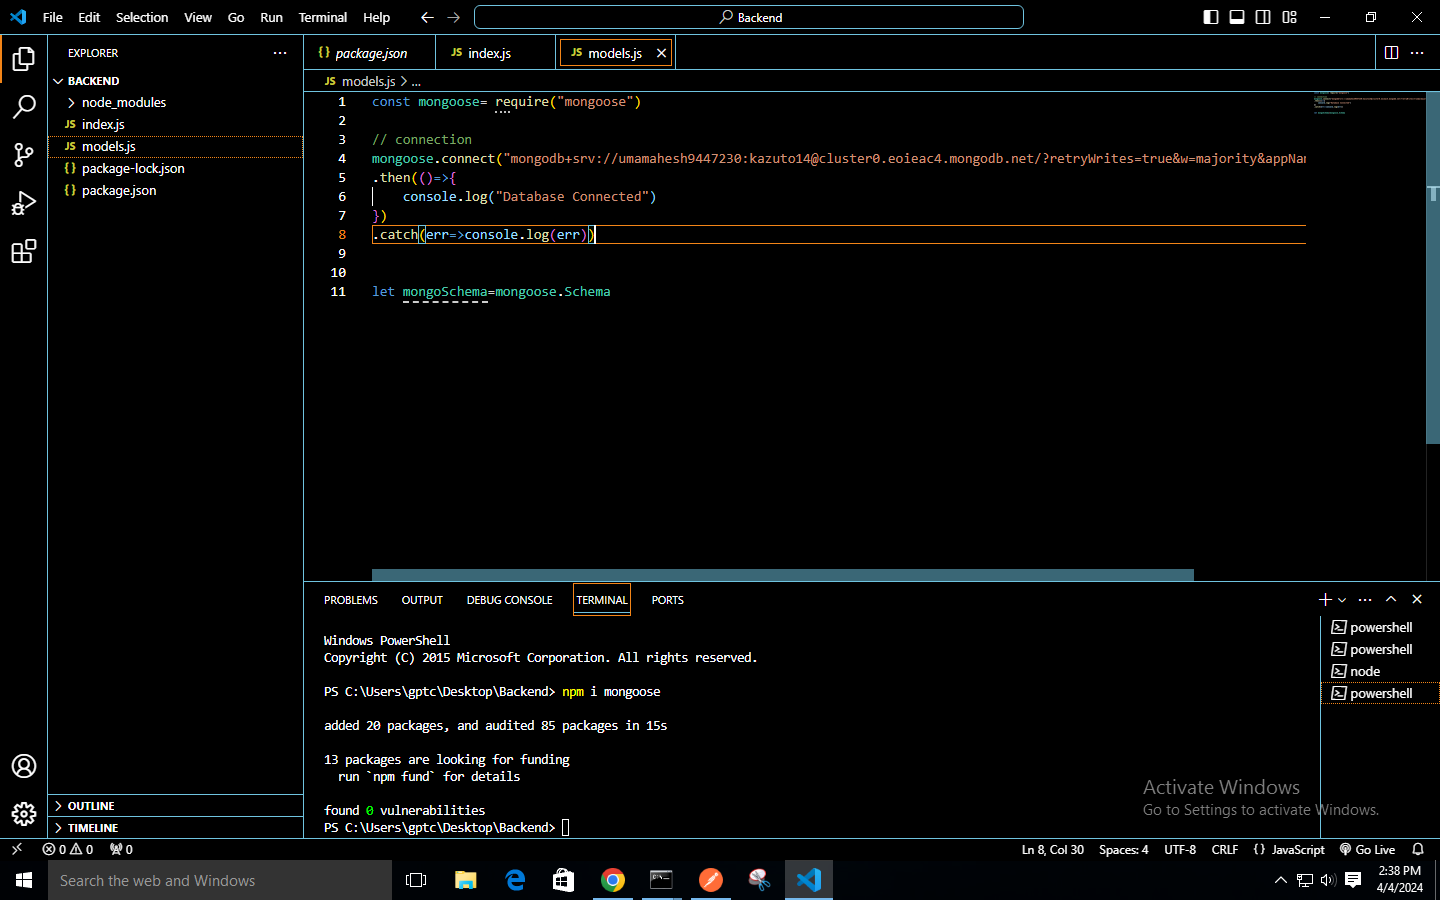 File Edit Selection View Go Run Terminal Help
Backend
EXPLORER
package.json
index.js
models.js
BACKEND
node_modules
index.js
models.js
package-lock.json
package.json
models.js > ...
1 const mongoose= require("mongoose")
2
3 // connection
4 mongoose.connect("mongodb+srv://umamahesh9447230:kazuto14@cluster0.eoieac4.mongodb.net/?retryWrites=true&w=majority&appNam
5 .then(()=>{
6 console.log("Database Connected")
7 })
8 .catch(err=>console.log(err))
9
10
11 let mongoSchema=mongoose.Schema
PROBLEMS OUTPUT DEBUG CONSOLE TERMINAL PORTS
Windows PowerShell
Copyright (C) 2015 Microsoft Corporation. All rights reserved.
PS C:\Users\gptc\Desktop\Backend> npm i mongoose
added 20 packages, and audited 85 packages in 15s
13 packages are looking for funding
run `npm fund` for details
found 0 vulnerabilities
PS C:\Users\gptc\Desktop\Backend>
powershell
powershell
node
powershell
OUTLINE
TIMELINE
Activate Windows
Go to Settings to activate Windows.
0 0 0
Ln 8, Col 30 Spaces: 4 UTF-8 CRLF {} JavaScript Go Live
Search the web and Windows
2:38 PM
4/4/2024